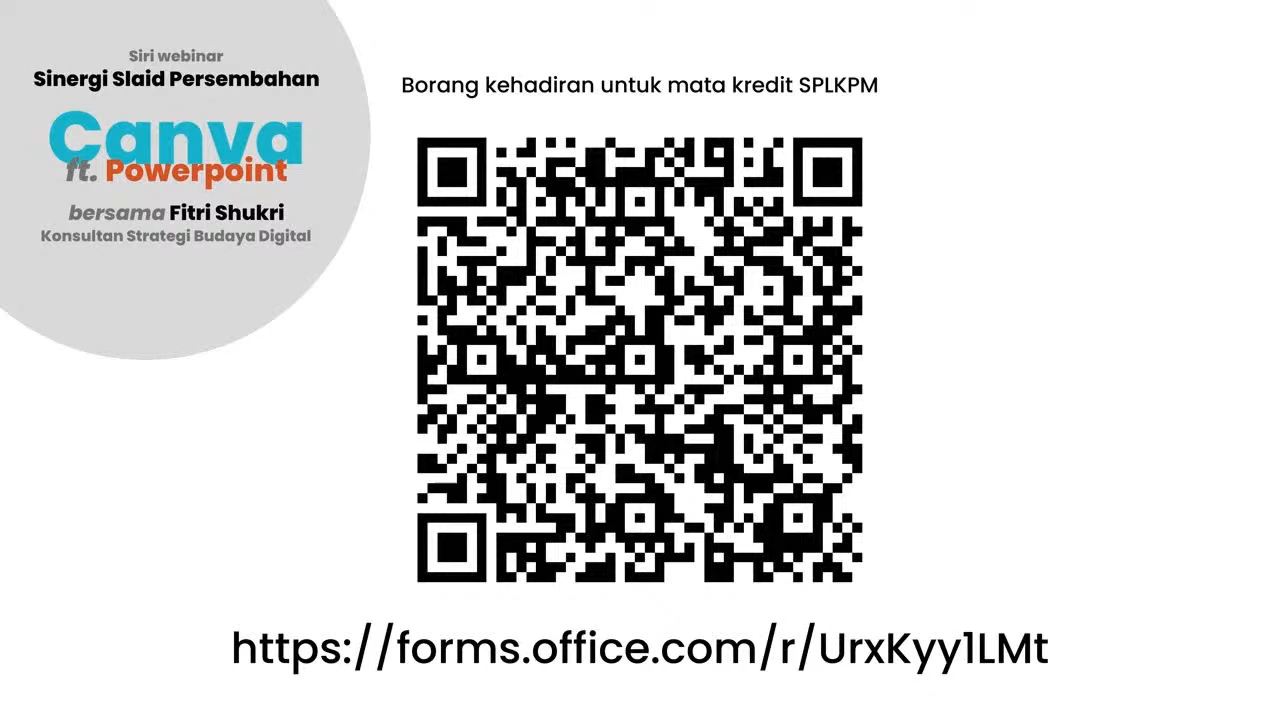 Siri webinar
Sinergi Slaid Persembahan
Canva
ft. Powerpoint
bersama Fitri Shukri
Konsultan Strategi Budaya Digital
Borang kehadiran untuk mata kredit SPLKPM
https://forms.office.com/r/UrxKyy1LMt